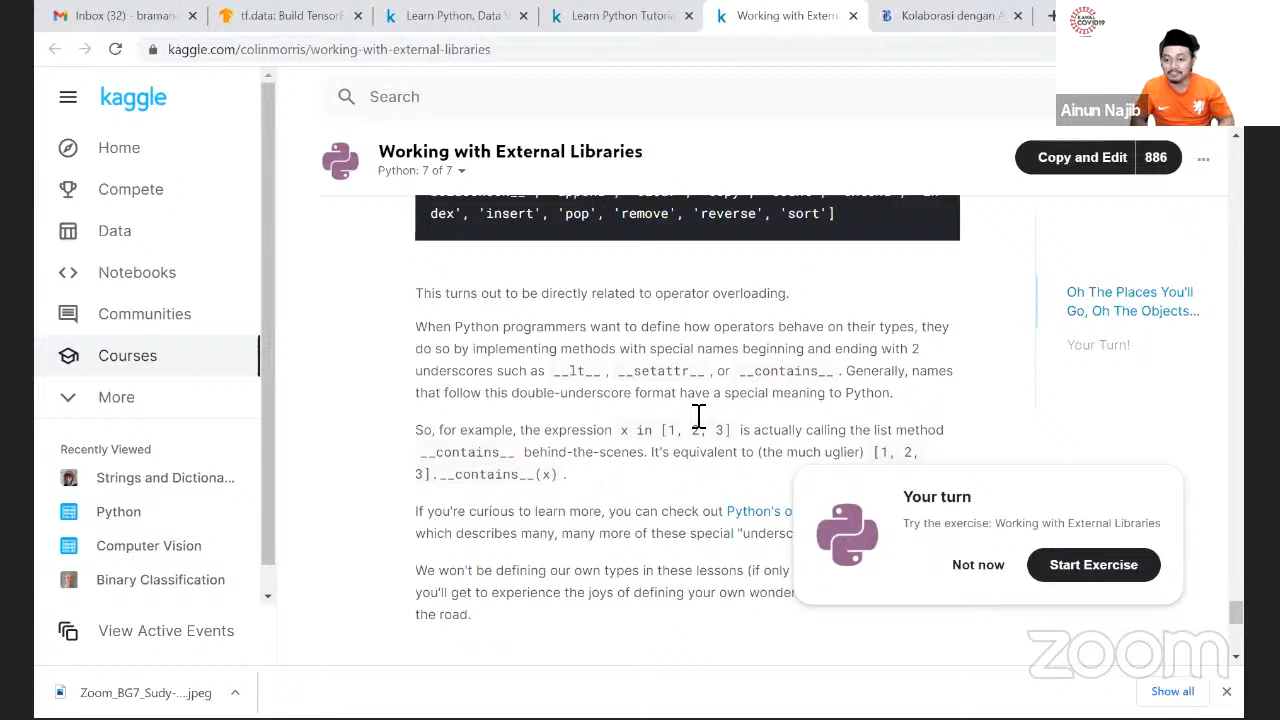 Inbox (20) - bramane
tf.data: Build TensorF
Learn Python, Data V
Learn Python Tutoria
Working with Extern
Kolaborasi dengan A
kaggle.com/colinmorris/working-with-external-libraries
KAWAL
COVID19
Ainun Najib
kaggle
Search
Home
Compete
Data
Notebooks
Communities
Courses
More
Recently Viewed
Strings and Dictiona...
Python
Computer Vision
Binary Classification
View Active Events
Working with External Libraries
Python: 7 of 7
Copy and Edit 886
dex', 'insert', 'pop', 'remove', 'reverse', 'sort']
This turns out to be directly related to operator overloading.
When Python programmers want to define how operators behave on their types, they
do so by implementing methods with special names beginning and ending with 2
underscores such as __lt__ , __setattr__ , or __contains__ . Generally, names
that follow this double-underscore format have a special meaning to Python.
So, for example, the expression x in [1, 2, 3] is actually calling the list method
__contains__ behind-the-scenes. It's equivalent to (the much uglier) [1, 2,
3].__contains__(x) .
If you're curious to learn more, you can check out Python's o
which describes many, many more of these special "undersc
We won't be defining our own types in these lessons (if only
you'll get to experience the joys of defining your own wonder
the road.
Oh The Places You'll
Go, Oh The Objects...
Your Turn!
Your turn
Try the exercise: Working with External Libraries
Not now
Start Exercise
zoom
Zoom_BG7_Sudy-....jpeg
Show all